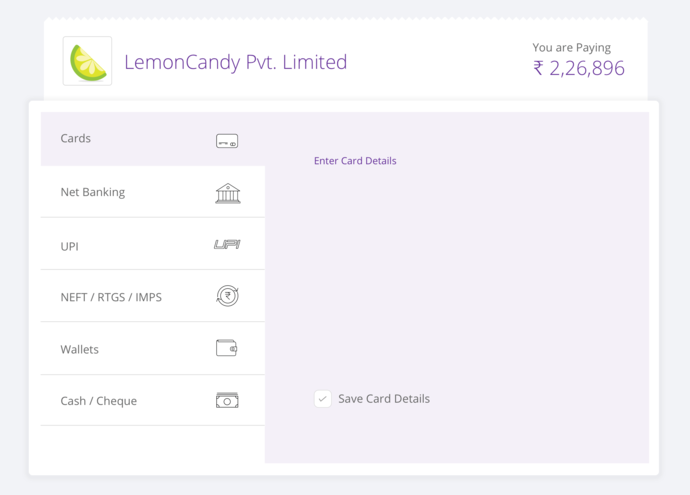 LemonCandy Pvt. Limited
You are Paying
₹ 2,26,896
Cards
Enter Card Details
Net Banking
UPI
UPI
NEFT / RTGS / IMPS
₹
Wallets
Save Card Details
Cash / Cheque